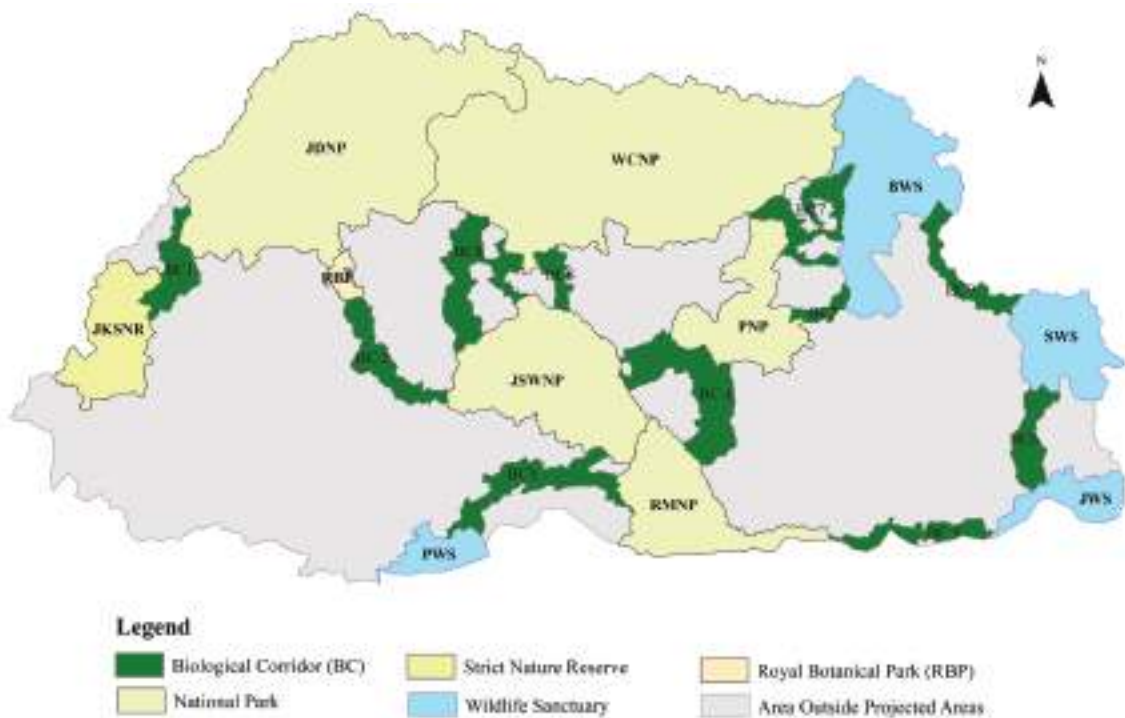 N
JDNP
WCNP
BWS
BC1
RBP
JKSNR
PNP
SWS
JSWNP
RMNP
JWS
PWS
Legend
Biological Corridor (BC)
Strict Nature Reserve
Royal Botanical Park (RBP)
National Park
Wildlife Sanctuary
Area Outside Projected Areas